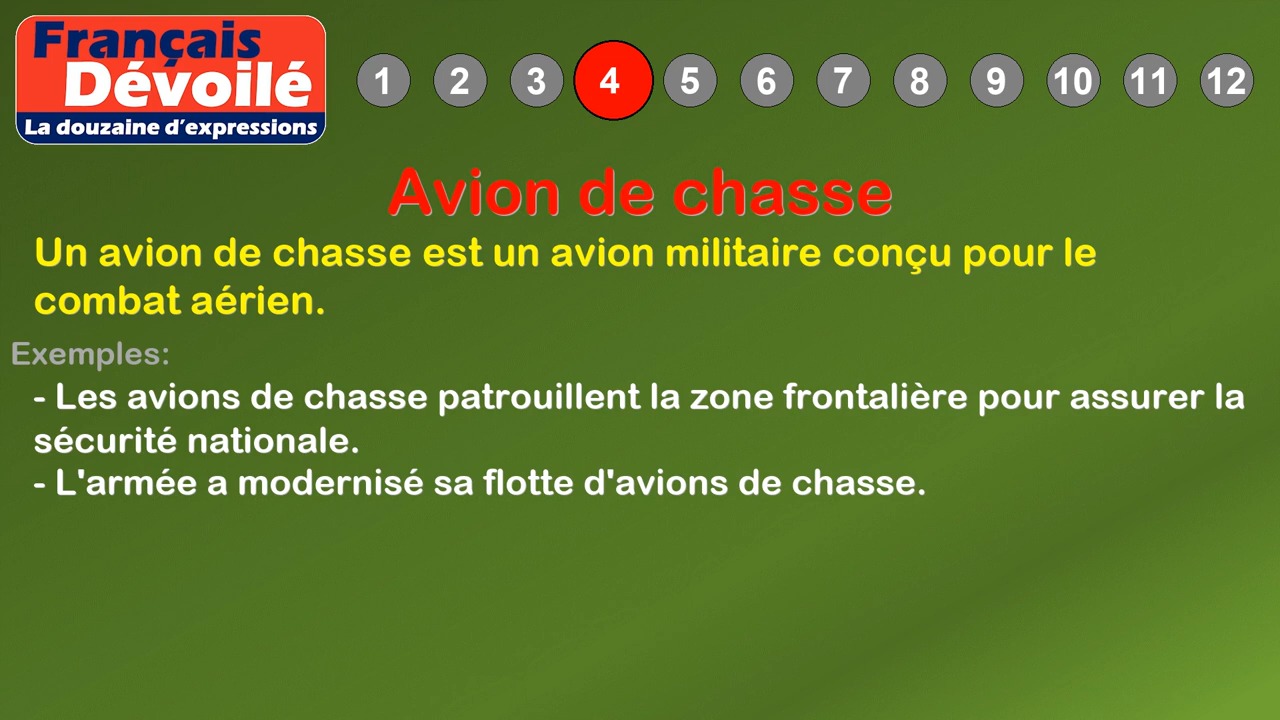 Français
Dévoilé
La douzaine d'expressions
1 2 3 4 5 6 7 8 9 10 11 12
Avion de chasse
Un avion de chasse est un avion militaire conçu pour le
combat aérien.
Exemples:
- Les avions de chasse patrouillent la zone frontalière pour assurer la
sécurité nationale.
- L'armée a modernisé sa flotte d'avions de chasse.